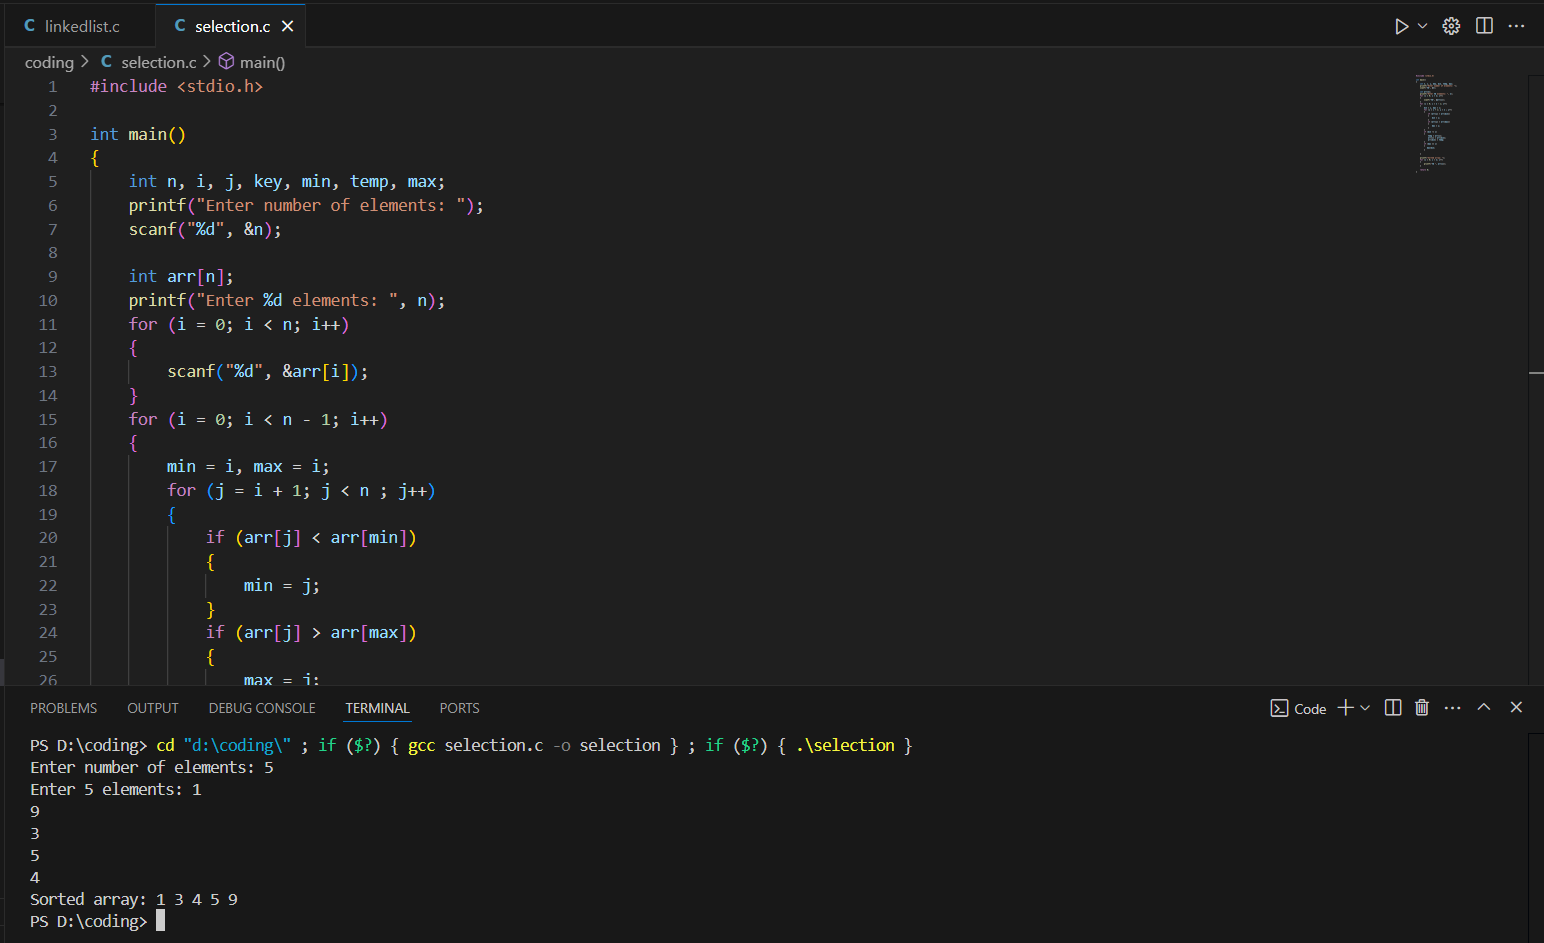 C linkedlist.c
C selection.c
coding > C selection.c > main()
1 #include <stdio.h>
2
3 int main()
4 {
5 int n, i, j, key, min, temp, max;
6 printf("Enter number of elements: ");
7 scanf("%d", &n);
8
9 int arr[n];
10 printf("Enter %d elements: ", n);
11 for (i = 0; i < n; i++)
12 {
13 scanf("%d", &arr[i]);
14 }
15 for (i = 0; i < n - 1; i++)
16 {
17 min = i, max = i;
18 for (j = i + 1; j < n ; j++)
19 {
20 if (arr[j] < arr[min])
21 {
22 min = j;
23 }
24 if (arr[j] > arr[max])
25 {
26 max = j;
PROBLEMS OUTPUT DEBUG CONSOLE TERMINAL PORTS Code
PS D:\coding> cd "d:\coding\" ; if ($?) { gcc selection.c -o selection } ; if ($?) { .\selection }
Enter number of elements: 5
Enter 5 elements: 1
9
3
5
4
Sorted array: 1 3 4 5 9
PS D:\coding>